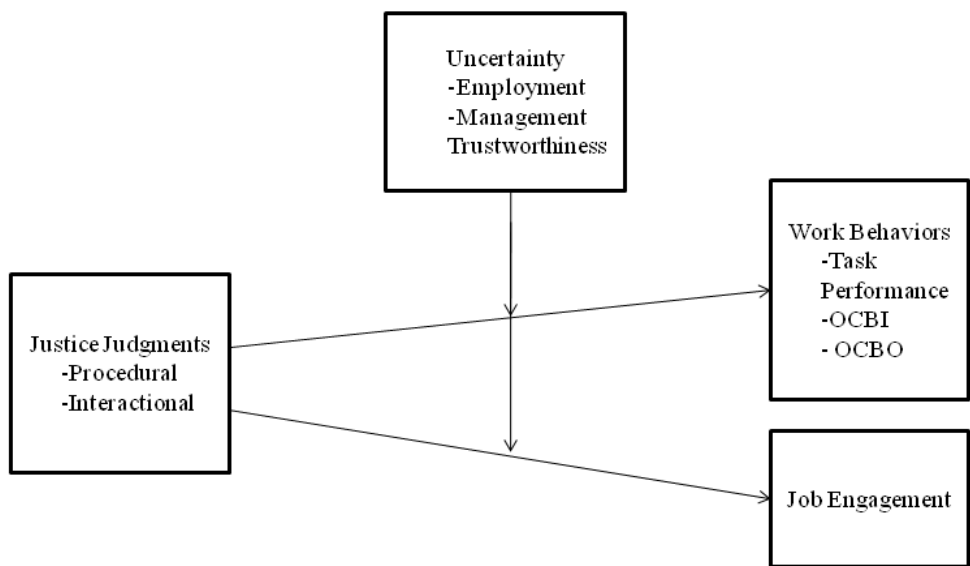 Uncertainty
-Employment
-Management
Trustworthiness
Work Behaviors
-Task
Performance
-OCBI
- OCBO
Justice Judgments
-Procedural
-Interactional
Job Engagement